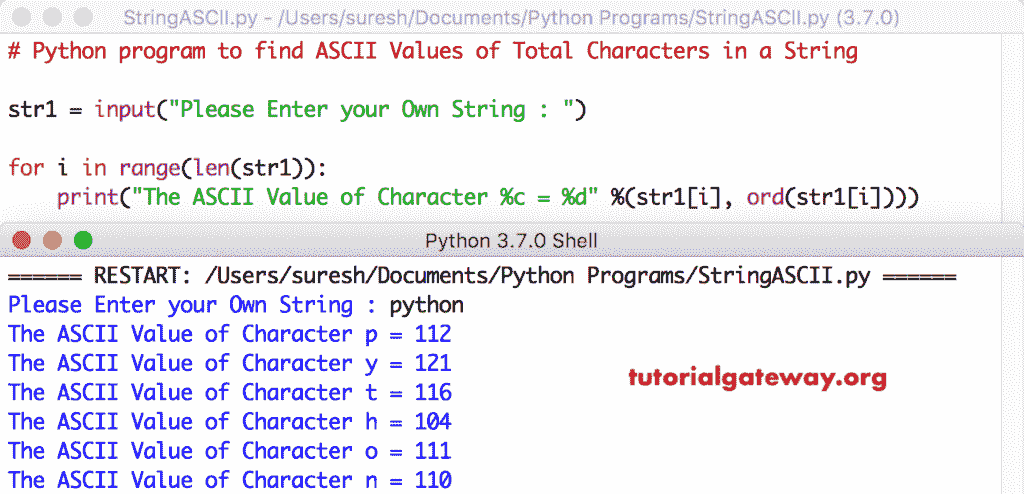 StringASCII.py - /Users/suresh/Documents/Python Programs/StringASCII.py (3.7.0)
# Python program to find ASCII Values of Total Characters in a String
str1 = input("Please Enter your Own String : ")
for i in range(len(str1)):
    print("The ASCII Value of Character %c = %d" %(str1[i], ord(str1[i])))
Python 3.7.0 Shell
====== RESTART: /Users/suresh/Documents/Python Programs/StringASCII.py ======
Please Enter your Own String : python
The ASCII Value of Character p = 112
The ASCII Value of Character y = 121
The ASCII Value of Character t = 116
The ASCII Value of Character h = 104
The ASCII Value of Character o = 111
The ASCII Value of Character n = 110
tutorialgateway.org